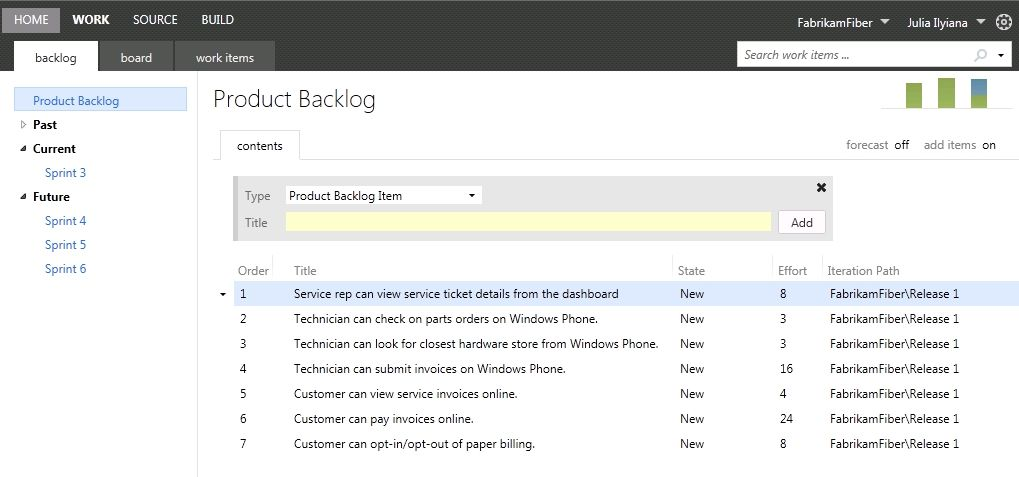 HOME WORK SOURCE BUILD FabrikamFiber Julia Ilyiana
backlog board work items Search work items ...
Product Backlog
Past
Current
Sprint 3
Future
Sprint 4
Sprint 5
Sprint 6
Product Backlog
contents forecast off add items on
Type Product Backlog Item
Title Add
Order Title State Effort Iteration Path
1 Service rep can view service ticket details from the dashboard New 8 FabrikamFiber\Release 1
2 Technician can check on parts orders on Windows Phone. New 3 FabrikamFiber\Release 1
3 Technician can look for closest hardware store from Windows Phone. New 3 FabrikamFiber\Release 1
4 Technician can submit invoices on Windows Phone. New 16 FabrikamFiber\Release 1
5 Customer can view service invoices online. New 4 FabrikamFiber\Release 1
6 Customer can pay invoices online. New 24 FabrikamFiber\Release 1
7 Customer can opt-in/opt-out of paper billing. New 8 FabrikamFiber\Release 1